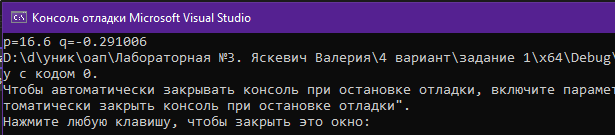 Консоль отладки Microsoft Visual Studio
p=16.6 q=-0.291006
D:\d\уник\оап\Лабораторная №3. Яскевич Валерия\4 вариант\задание 1\x64\Debug\
у с кодом 0.
Чтобы автоматически закрывать консоль при остановке отладки, включите парамет
томатически закрыть консоль при остановке отладки".
Нажмите любую клавишу, чтобы закрыть это окно: